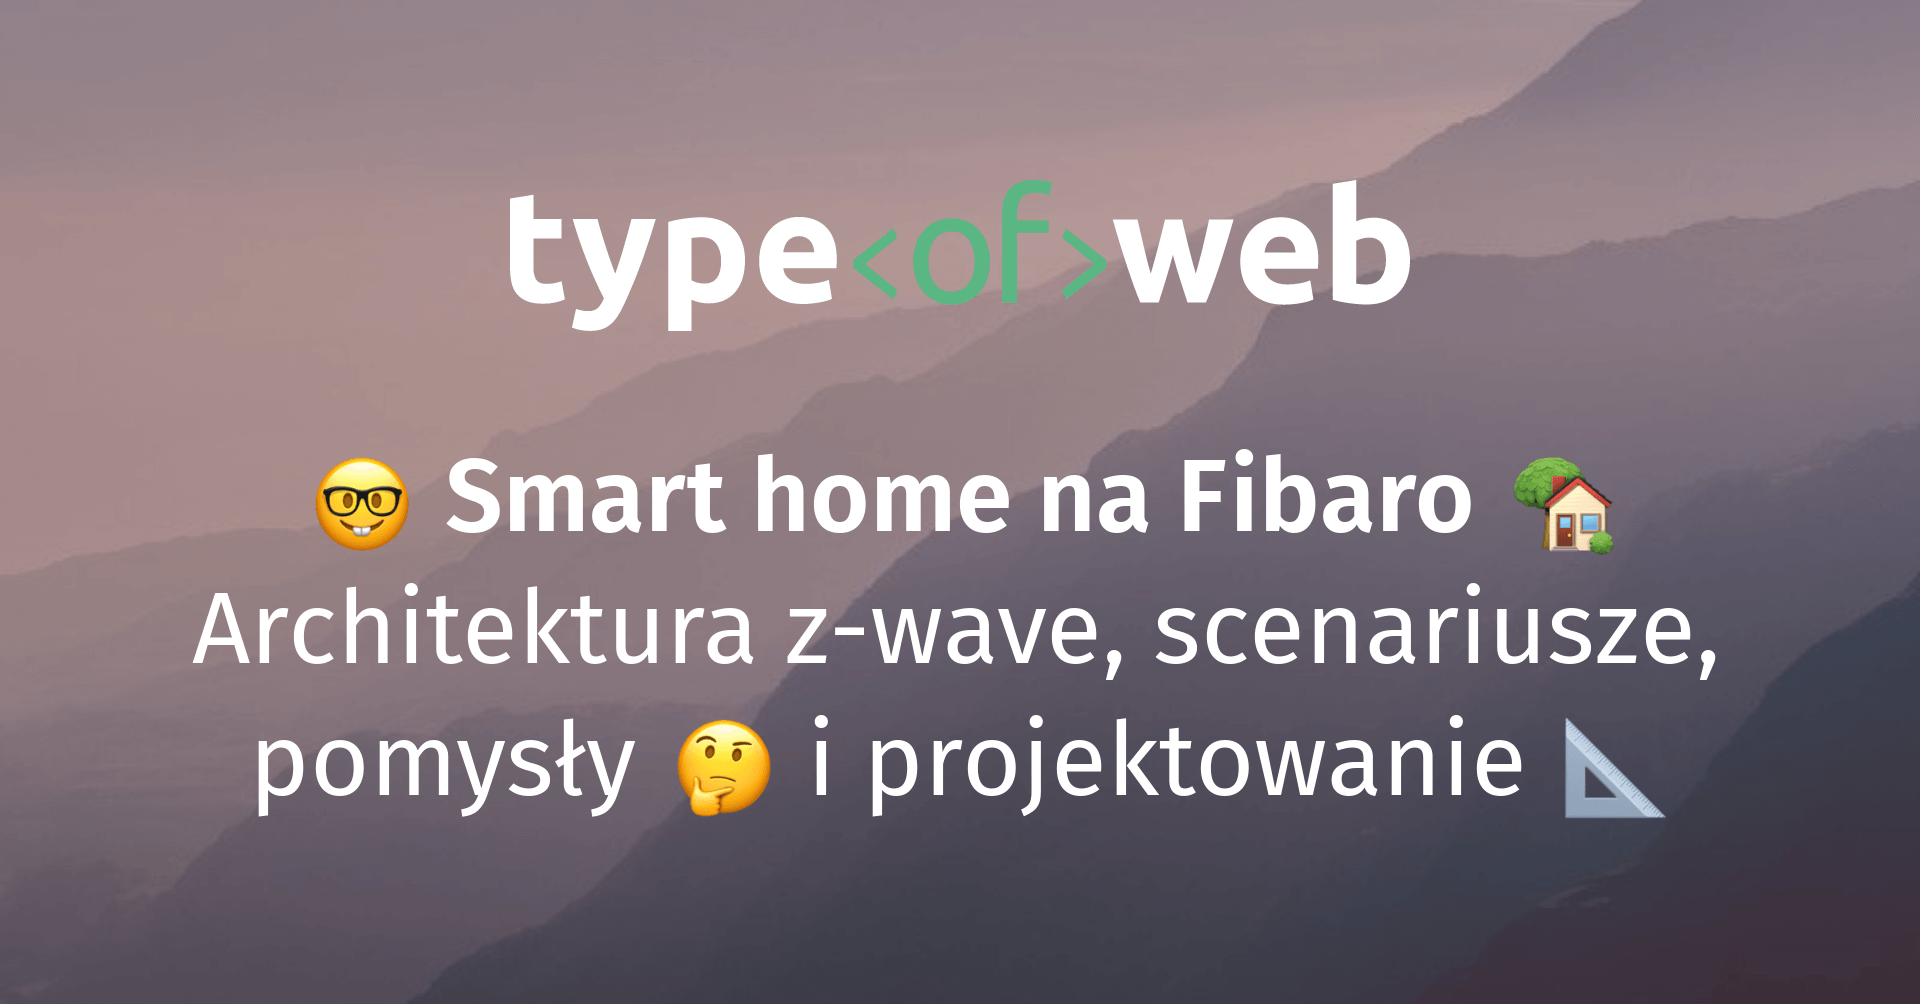 type<of>web
🤓 Smart home na Fibaro 🏡
Architektura z-wave, scenariusze,
pomysły 🤔 i projektowanie 📐